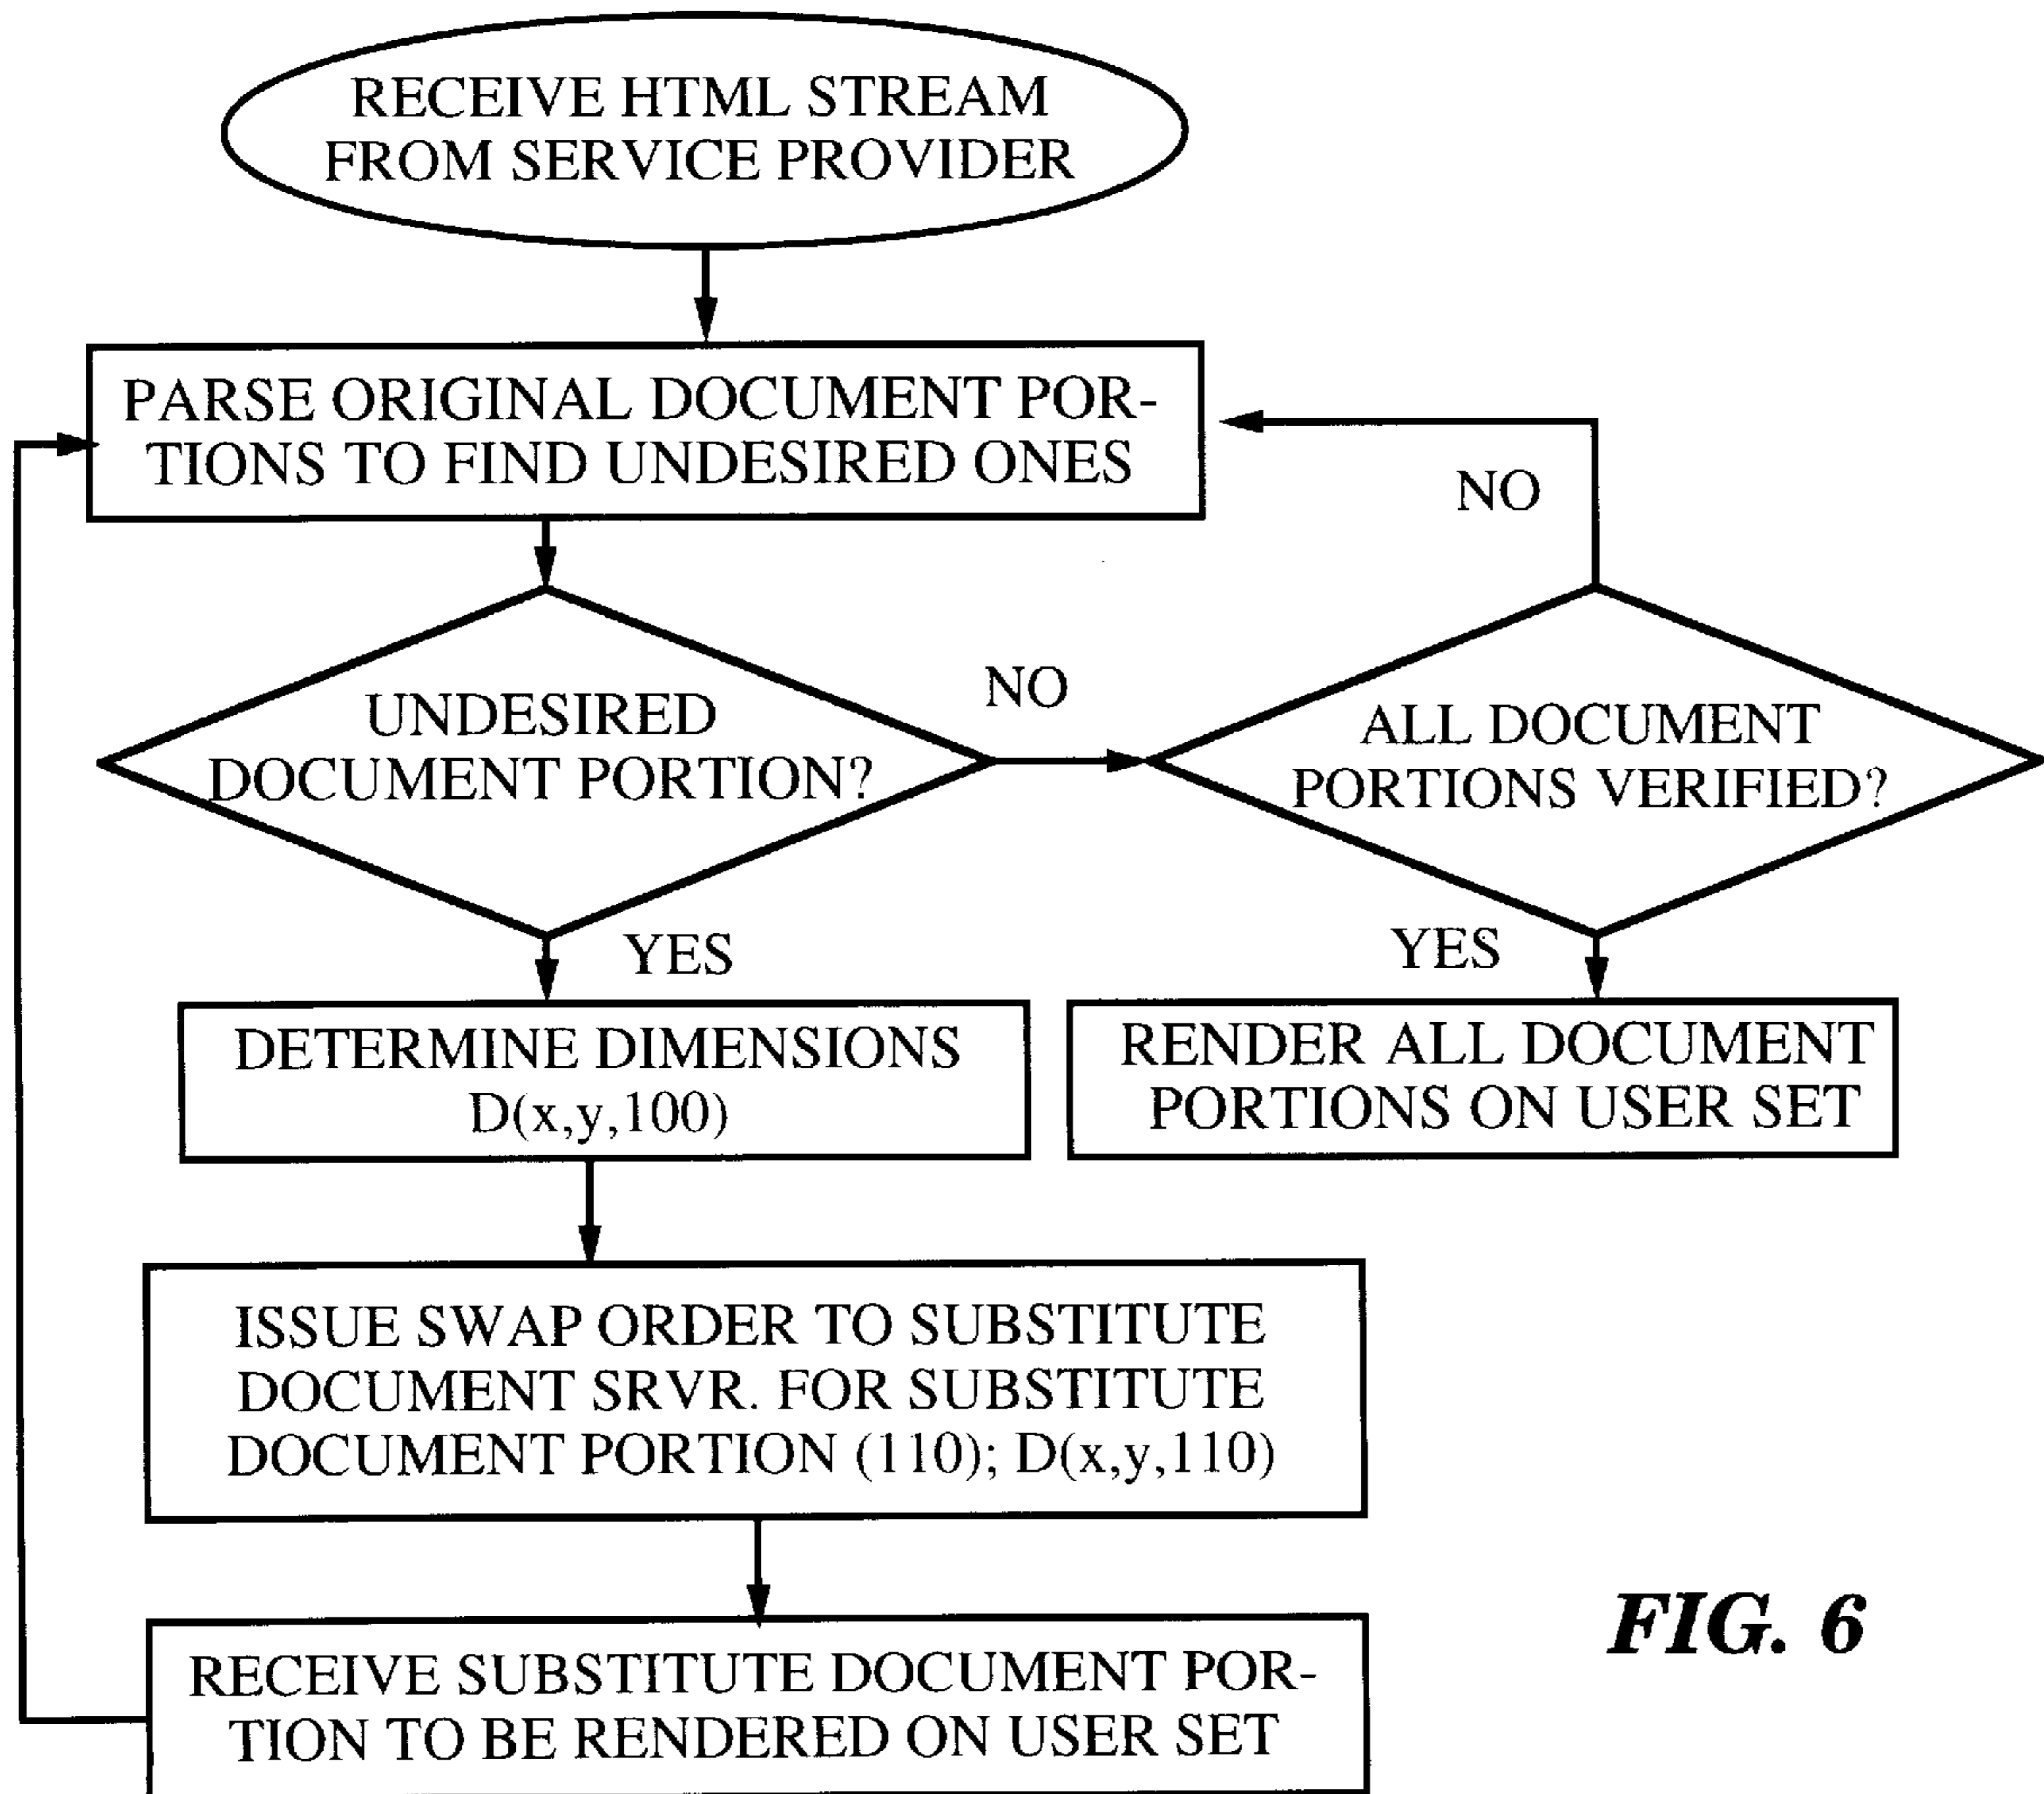 RECEIVE HTML STREAM
FROM SERVICE PROVIDER
PARSE ORIGINAL DOCUMENT POR-
TIONS TO FIND UNDESIRED ONES
NO
UNDESIRED
DOCUMENT PORTION?
NO
ALL DOCUMENT
PORTIONS VERIFIED?
YES
YES
DETERMINE DIMENSIONS
D(x,y,100)
RENDER ALL DOCUMENT
PORTIONS ON USER SET
ISSUE SWAP ORDER TO SUBSTITUTE
DOCUMENT SRVR. FOR SUBSTITUTE
DOCUMENT PORTION (110); D(x,y,110)
RECEIVE SUBSTITUTE DOCUMENT POR-
TION TO BE RENDERED ON USER SET
FIG. 6